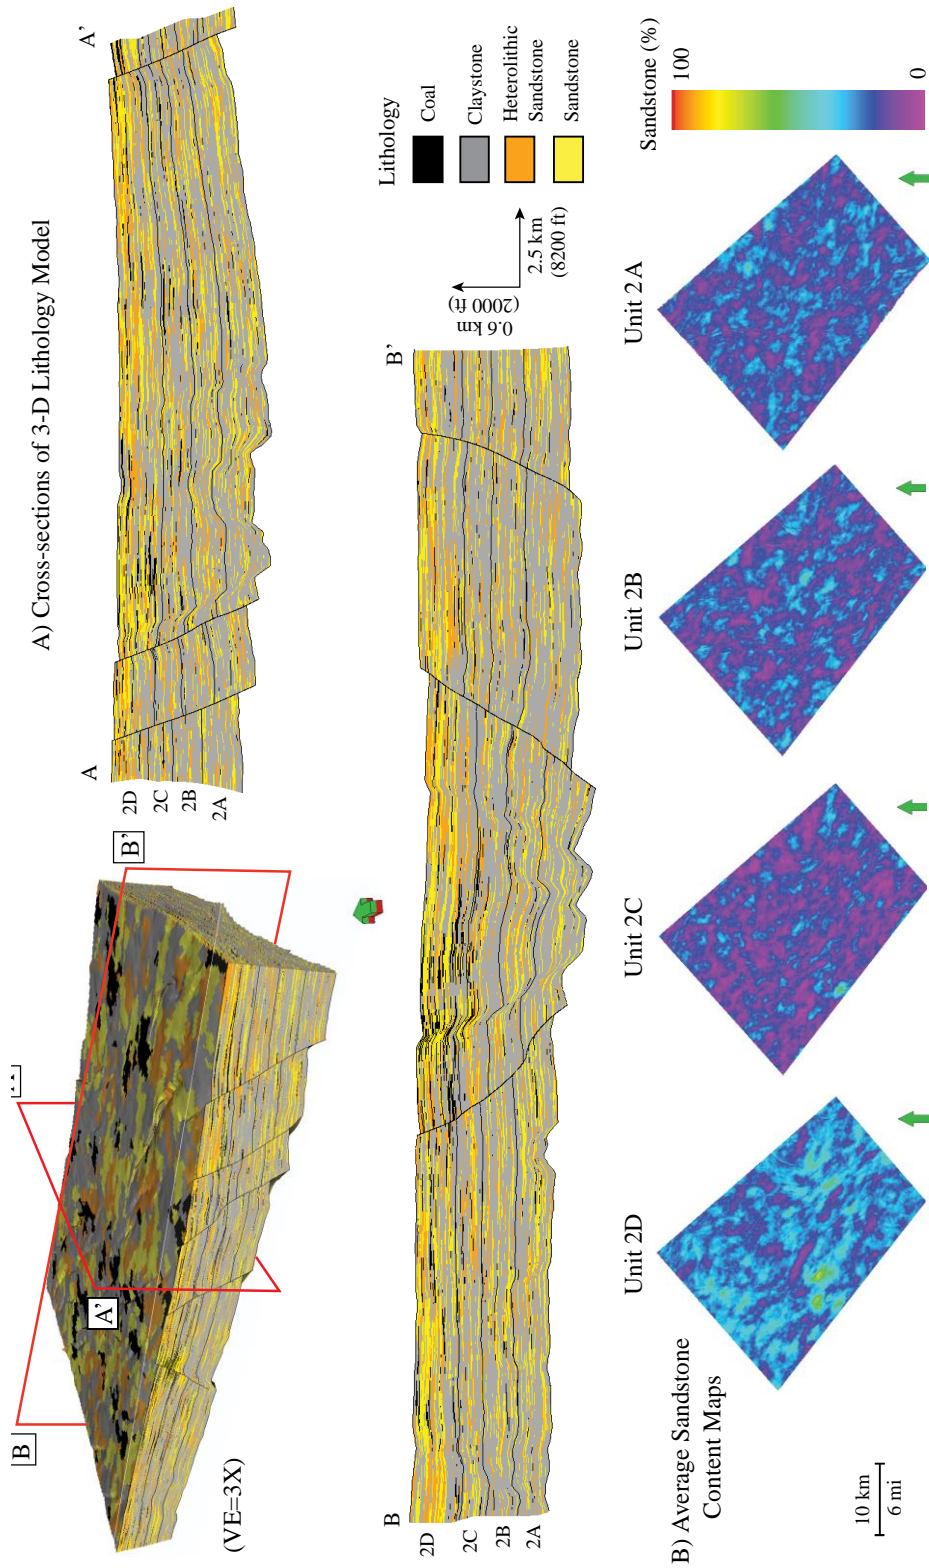 A) Cross-sections of 3-D Lithology Model
A
A'
2D
2C
2B
2A
B
B'
A'
(VE=3X)
B
B'
2D
2C
2B
2A
0.6 km
(2000 ft)
2.5 km
(8200 ft)
Lithology
Coal
Claystone
Heterolithic
Sandstone
Sandstone
B) Average Sandstone
Content Maps
Unit 2D
Unit 2C
Unit 2B
Unit 2A
Sandstone (%)
100
0
10 km
6 mi